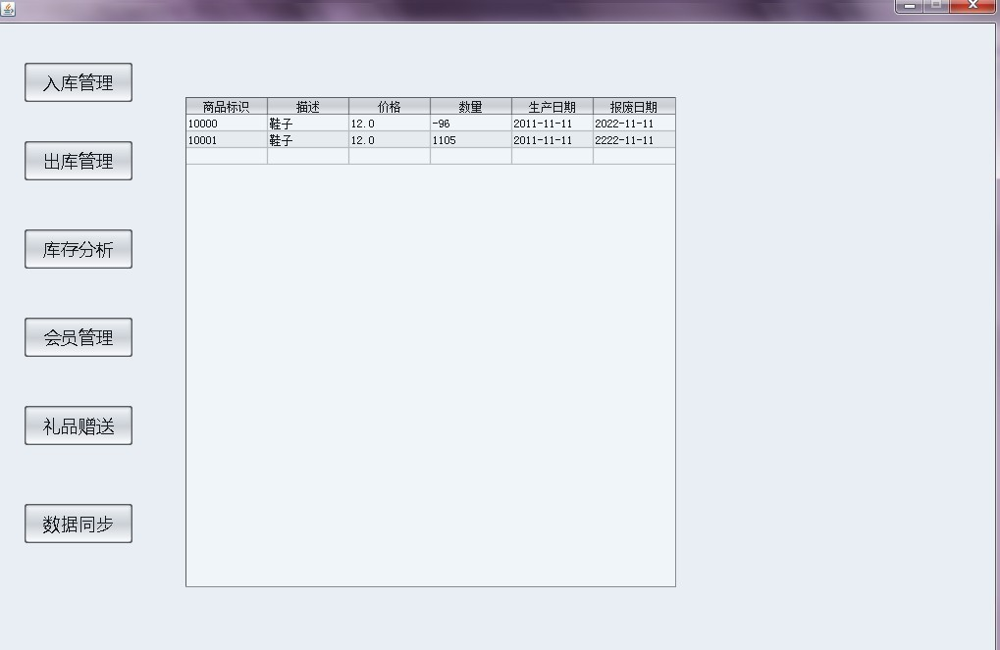 入库管理
出库管理
库存分析
会员管理
礼品赠送
数据同步
商品标识 描述 价格 数量 生产日期 报废日期
10000 鞋子 12.0 -96 2011-11-11 2022-11-11
10001 鞋子 12.0 1105 2011-11-11 2222-11-11